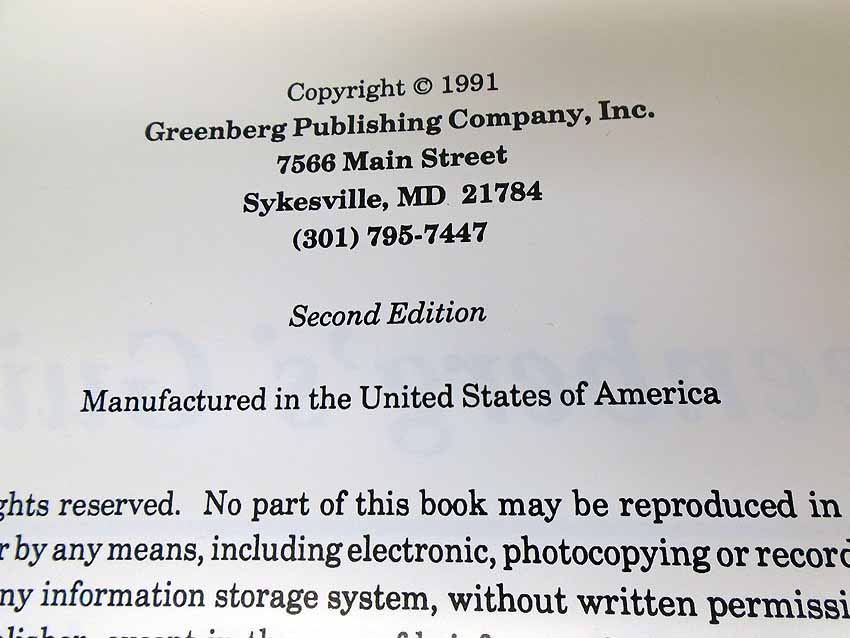 Copyright © 1991
Greenberg Publishing Company, Inc.
7566 Main Street
Sykesville, MD 21784
(301) 795-7447
Second Edition
Manufactured in the United States of America
ghts reserved. No part of this book may be reproduced in
r by any means, including electronic, photocopying or record
ny information storage system, without written permissi